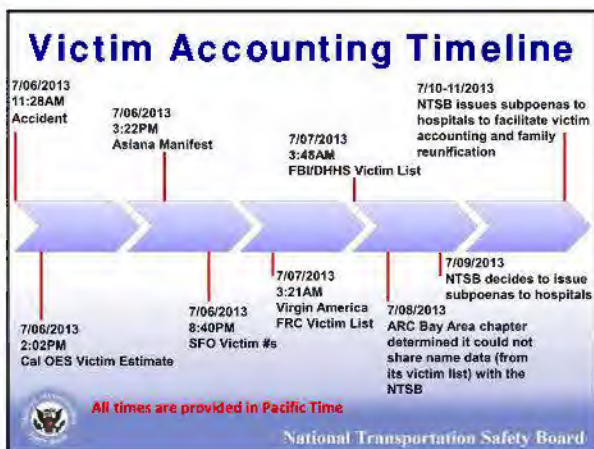 Victim Accounting Timeline
7/06/2013
11:28AM
Accident
7/06/2013
3:22PM
Asiana Manifest
7/07/2013
3:48AM
FBI/DHHS Victim List
7/10-11/2013
NTSB issues subpoenas to
hospitals to facilitate victim
accounting and family
reunification
7/06/2013
2:02PM
Cal OES Victim Estimate
7/06/2013
8:40PM
SFO Victim #s
7/07/2013
3:21AM
Virgin America
FRC Victim List
7/08/2013
ARC Bay Area chapter
determined it could not
share name data (from
its victim list) with the
NTSB
7/09/2013
NTSB decides to issue
subpoenas to hospitals
All times are provided in Pacific Time
National Transportation Safety Board